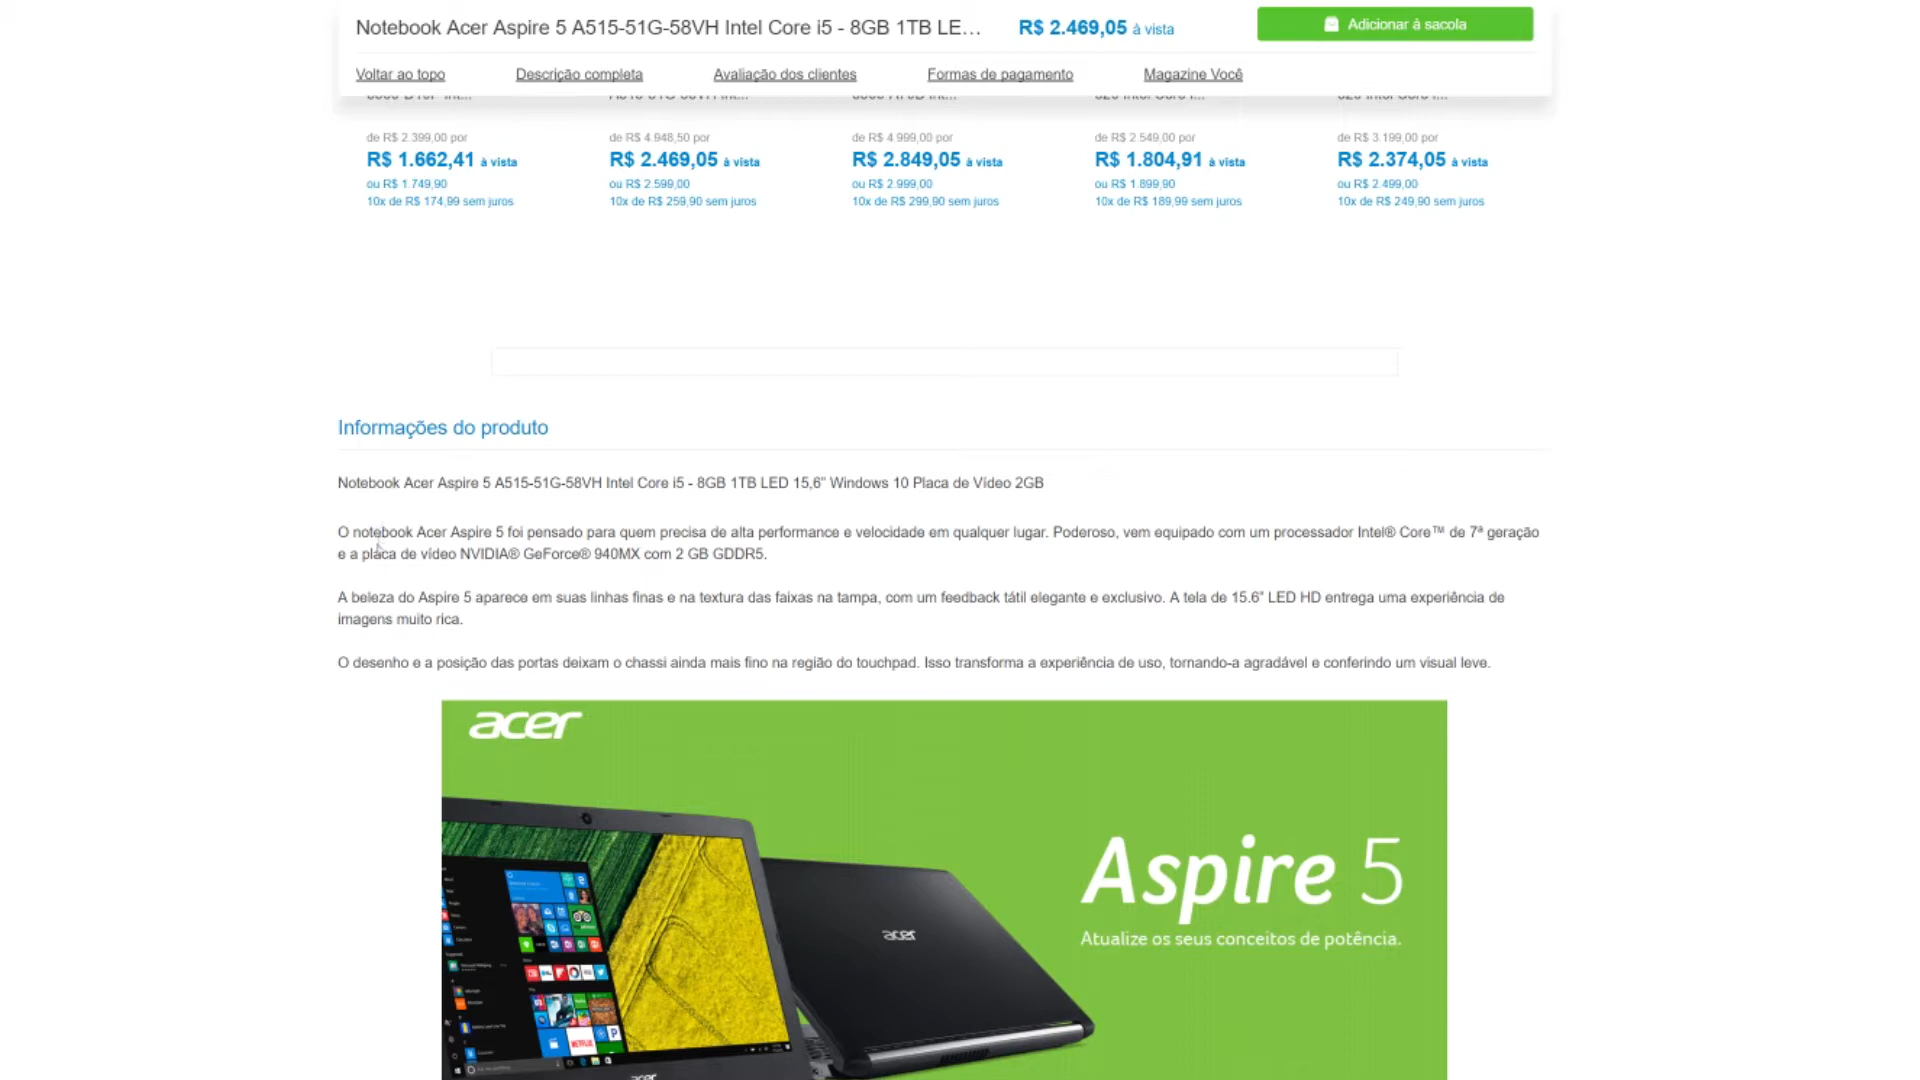 Notebook Acer Aspire 5 A515-51G-58VH Intel Core i5 - 8GB 1TB LE...
R$ 2.469,05 à vista
Adicionar à sacola
Voltar ao topo
Descrição completa
Avaliação dos clientes
Formas de pagamento
Magazine Você
de R$ 2.399,00 por
R$ 1.662,41 à vista
ou R$ 1.749,90
10x de R$ 174,99 sem juros
de R$ 4.948,50 por
R$ 2.469,05 à vista
ou R$ 2.599,00
10x de R$ 259,90 sem juros
de R$ 4.999,00 por
R$ 2.849,05 à vista
ou R$ 2.999,00
10x de R$ 299,90 sem juros
de R$ 2.549,00 por
R$ 1.804,91 à vista
ou R$ 1.899,90
10x de R$ 189,99 sem juros
de R$ 3.199,00 por
R$ 2.374,05 à vista
ou R$ 2.499,00
10x de R$ 249,90 sem juros
Informações do produto
Notebook Acer Aspire 5 A515-51G-58VH Intel Core i5 - 8GB 1TB LED 15,6" Windows 10 Placa de Vídeo 2GB
O notebook Acer Aspire 5 foi pensado para quem precisa de alta performance e velocidade em qualquer lugar. Poderoso, vem equipado com um processador Intel® Core™ de 7ª geração
e a placa de vídeo NVIDIA® GeForce® 940MX com 2 GB GDDR5.
A beleza do Aspire 5 aparece em suas linhas finas e na textura das faixas na tampa, com um feedback tátil elegante e exclusivo. A tela de 15.6" LED HD entrega uma experiência de
imagens muito rica.
O desenho e a posição das portas deixam o chassi ainda mais fino na região do touchpad. Isso transforma a experiência de uso, tornando-a agradável e conferindo um visual leve.
acer
Aspire 5
Atualize os seus conceitos de potência.
acer
NETFLIX
acer